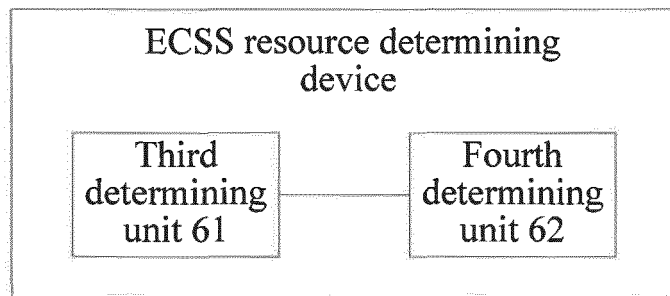 ECSS resource determining
device
Third
determining
unit 61
Fourth
determining
unit 62